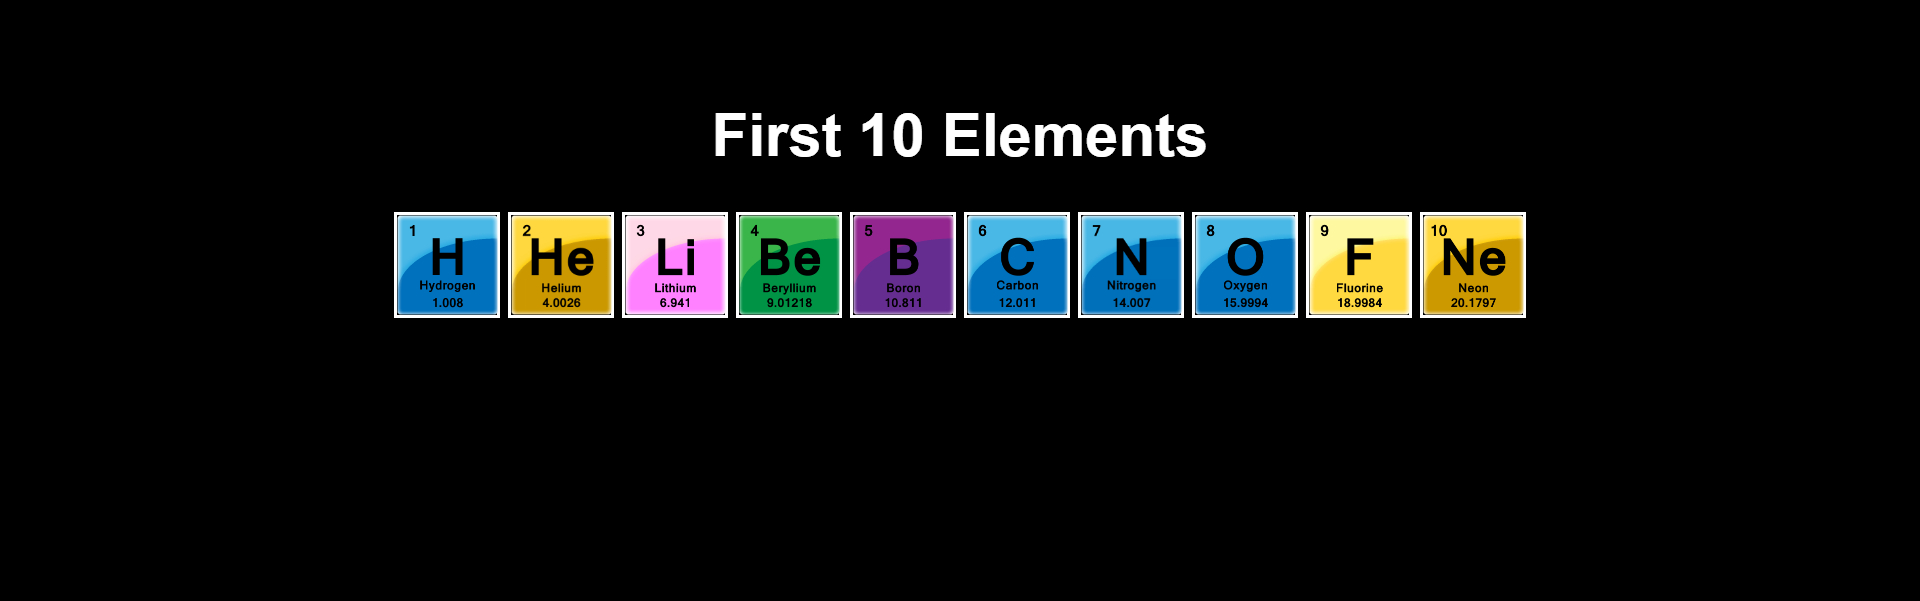 First 10 Elements
1
H
Hydrogen
1.008
2
He
Helium
4.0026
3
Li
Lithium
6.941
4
Be
Beryllium
9.01218
5
B
Boron
10.811
6
C
Carbon
12.011
7
N
Nitrogen
14.007
8
O
Oxygen
15.9994
9
F
Fluorine
18.9984
10
Ne
Neon
20.1797